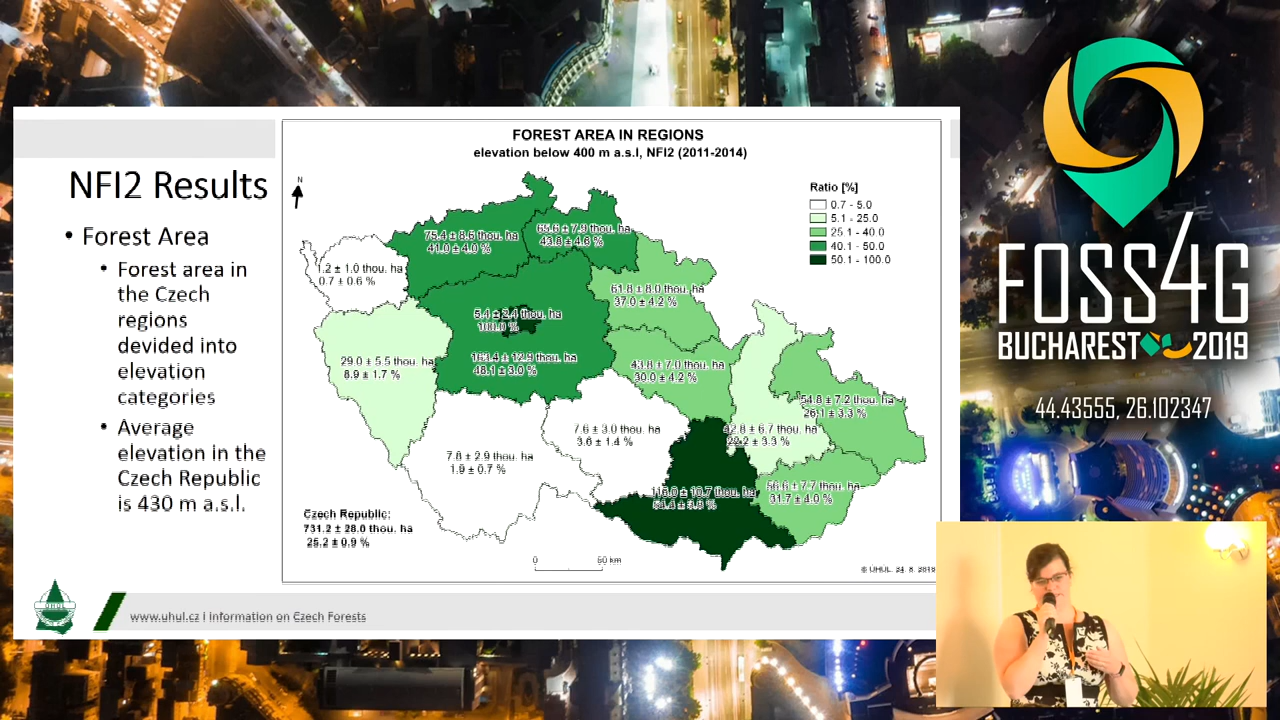 NFI2 Results
• Forest Area
• Forest area in
the Czech
regions
devided into
elevation
categories
• Average
elevation in the
Czech Republic
is 430 m a.s.l.
FOREST AREA IN REGIONS
elevation below 400 m a.s.l, NFI2 (2011-2014)
N
Ratio [%]
0.7 - 5.0
5.1 - 25.0
25.1 - 40.0
40.1 - 50.0
50.1 - 100.0
75.4 ± 8.6 thou. ha
41.0 ± 4.0 %
65.6 ± 7.9 thou. ha
43.8 ± 4.6 %
1.2 ± 1.0 thou. ha
0.7 ± 0.6 %
61.8 ± 8.0 thou. ha
37.0 ± 4.2 %
5.4 ± 2.4 thou. ha
100.0 %
163.4 ± 12.9 thou. ha
48.1 ± 3.0 %
29.0 ± 5.5 thou. ha
8.9 ± 1.7 %
43.8 ± 7.0 thou. ha
30.0 ± 4.2 %
54.8 ± 7.2 thou. ha
26.1 ± 3.3 %
42.8 ± 6.7 thou. ha
22.2 ± 3.3 %
7.6 ± 3.0 thou. ha
3.6 ± 1.4 %
7.8 ± 2.9 thou. ha
1.9 ± 0.7 %
± 10.7 thou. ha
56.6 ± 7.7 thou. ha
31.7 ± 4.0 %
Czech Republic:
731.2 ± 28.0 thou. ha
25.2 ± 0.9 %
0 50 km
© ÚHÚL, 24. 8. 2018
UHUL
www.uhul.cz I Information on Czech Forests
FOSS4G
BUCHAREST 2019
44.43555, 26.102347